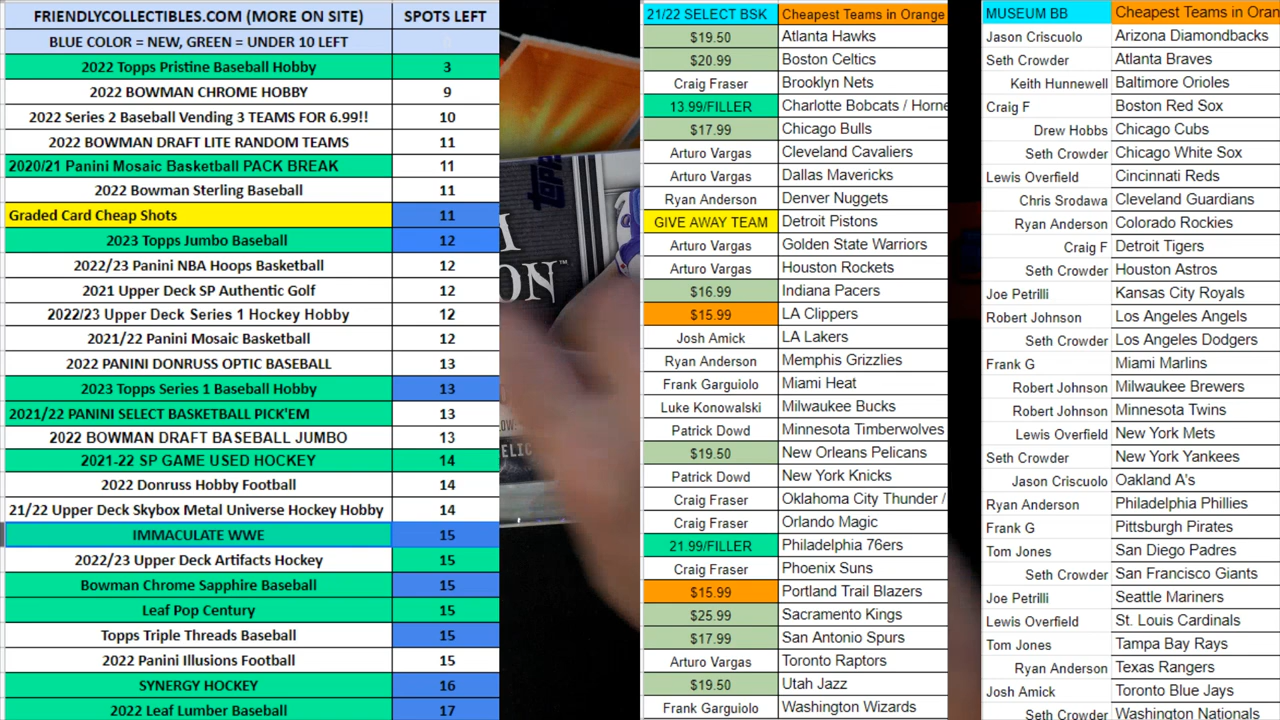 FRIENDLYCOLLECTIBLES.COM (MORE ON SITE) SPOTS LEFT
BLUE COLOR = NEW, GREEN = UNDER 10 LEFT
2022 Topps Pristine Baseball Hobby 3
2022 BOWMAN CHROME HOBBY 9
2022 Series 2 Baseball Vending 3 TEAMS FOR 6.99!! 10
2022 BOWMAN DRAFT LITE RANDOM TEAMS 11
2020/21 Panini Mosaic Basketball PACK BREAK 11
2022 Bowman Sterling Baseball 11
Graded Card Cheap Shots 11
2023 Topps Jumbo Baseball 12
2022/23 Panini NBA Hoops Basketball 12
2021 Upper Deck SP Authentic Golf 12
2022/23 Upper Deck Series 1 Hockey Hobby 12
2021/22 Panini Mosaic Basketball 12
2022 PANINI DONRUSS OPTIC BASEBALL 13
2023 Topps Series 1 Baseball Hobby 13
2021/22 PANINI SELECT BASKETBALL PICK'EM 13
2022 BOWMAN DRAFT BASEBALL JUMBO 13
2021-22 SP GAME USED HOCKEY 14
2022 Donruss Hobby Football 14
21/22 Upper Deck Skybox Metal Universe Hockey Hobby 14
IMMACULATE WWE 15
2022/23 Upper Deck Artifacts Hockey 15
Bowman Chrome Sapphire Baseball 15
Leaf Pop Century 15
Topps Triple Threads Baseball 15
2022 Panini Illusions Football 15
SYNERGY HOCKEY 16
2022 Leaf Lumber Baseball 17
ON™
21/22 SELECT BSK Cheapest Teams in Orange
$19.50 Atlanta Hawks
$20.99 Boston Celtics
Craig Fraser Brooklyn Nets
13.99/FILLER Charlotte Bobcats / Horne
$17.99 Chicago Bulls
Arturo Vargas Cleveland Cavaliers
Arturo Vargas Dallas Mavericks
Ryan Anderson Denver Nuggets
GIVE AWAY TEAM Detroit Pistons
Arturo Vargas Golden State Warriors
Arturo Vargas Houston Rockets
$16.99 Indiana Pacers
$15.99 LA Clippers
Josh Amick LA Lakers
Ryan Anderson Memphis Grizzlies
Frank Garguiolo Miami Heat
Luke Konowalski Milwaukee Bucks
Patrick Dowd Minnesota Timberwolves
$19.50 New Orleans Pelicans
Patrick Dowd New York Knicks
Craig Fraser Oklahoma City Thunder /
Craig Fraser Orlando Magic
21.99/FILLER Philadelphia 76ers
Craig Fraser Phoenix Suns
$15.99 Portland Trail Blazers
$25.99 Sacramento Kings
$17.99 San Antonio Spurs
Arturo Vargas Toronto Raptors
$19.50 Utah Jazz
Frank Garguiolo Washington Wizards
MUSEUM BB Cheapest Teams in Oran
Jason Criscuolo Arizona Diamondbacks
Seth Crowder Atlanta Braves
Keith Hunnewell Baltimore Orioles
Craig F Boston Red Sox
Drew Hobbs Chicago Cubs
Seth Crowder Chicago White Sox
Lewis Overfield Cincinnati Reds
Chris Srodawa Cleveland Guardians
Ryan Anderson Colorado Rockies
Craig F Detroit Tigers
Seth Crowder Houston Astros
Joe Petrilli Kansas City Royals
Robert Johnson Los Angeles Angels
Seth Crowder Los Angeles Dodgers
Frank G Miami Marlins
Robert Johnson Milwaukee Brewers
Robert Johnson Minnesota Twins
Lewis Overfield New York Mets
Seth Crowder New York Yankees
Jason Criscuolo Oakland A's
Ryan Anderson Philadelphia Phillies
Frank G Pittsburgh Pirates
Tom Jones San Diego Padres
Seth Crowder San Francisco Giants
Joe Petrilli Seattle Mariners
Lewis Overfield St. Louis Cardinals
Tom Jones Tampa Bay Rays
Ryan Anderson Texas Rangers
Josh Amick Toronto Blue Jays
Seth Crowder Washington Nationals